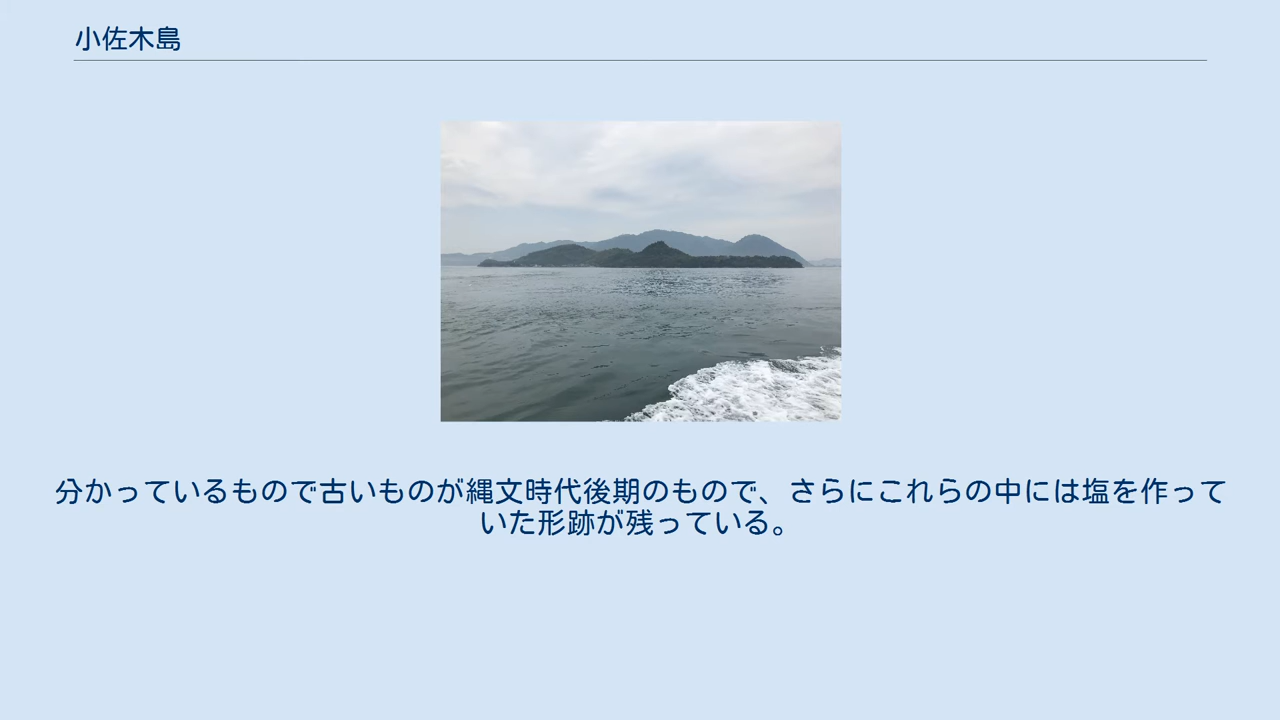 小佐木島
分かっているもので古いものが縄文時代後期のもので、さらにこれらの中には塩を作って
いた形跡が残っている。